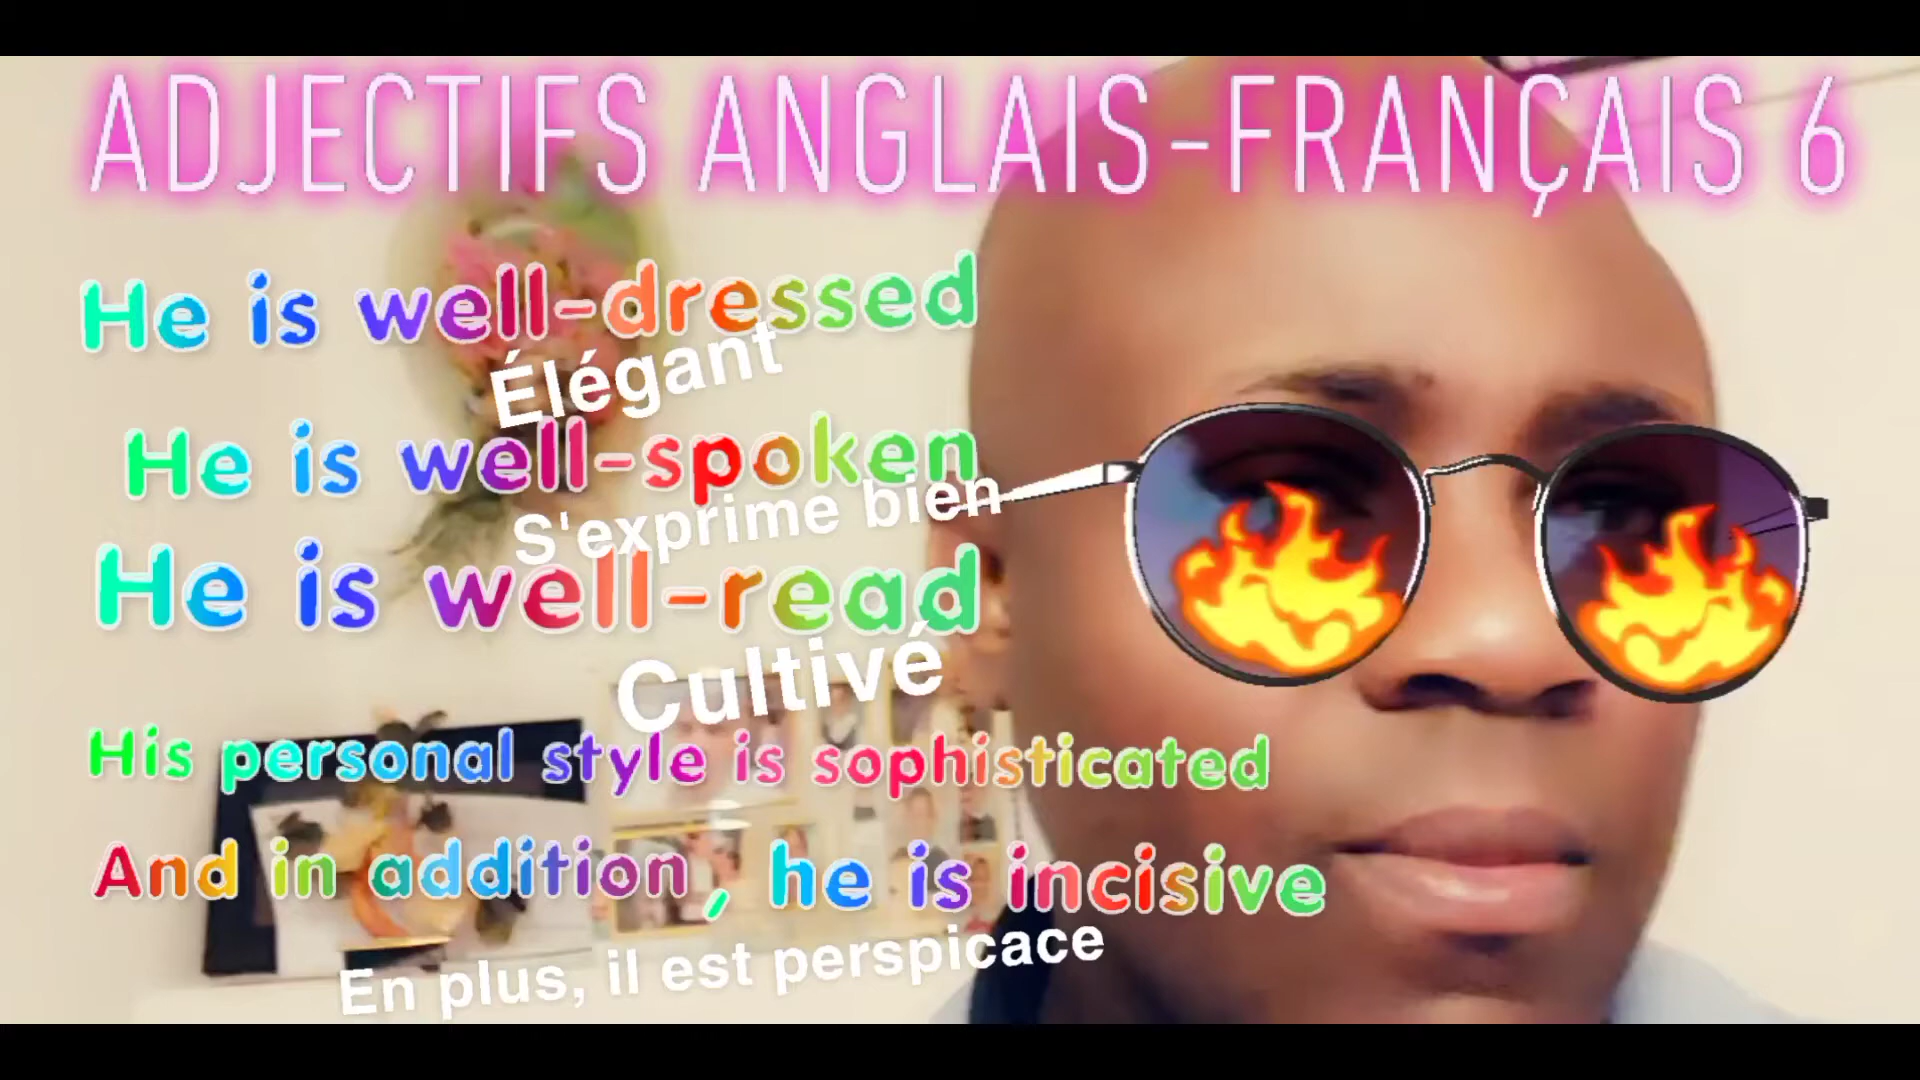 ADJECTIFS ANGLAIS-FRANÇAIS 6
He is well-dressed
Élégant
He is well-spoken
S'exprime bien
He is well-read
Cultivé
His personal style is sophisticated
And in addition, he is incisive
En plus, il est perspicace